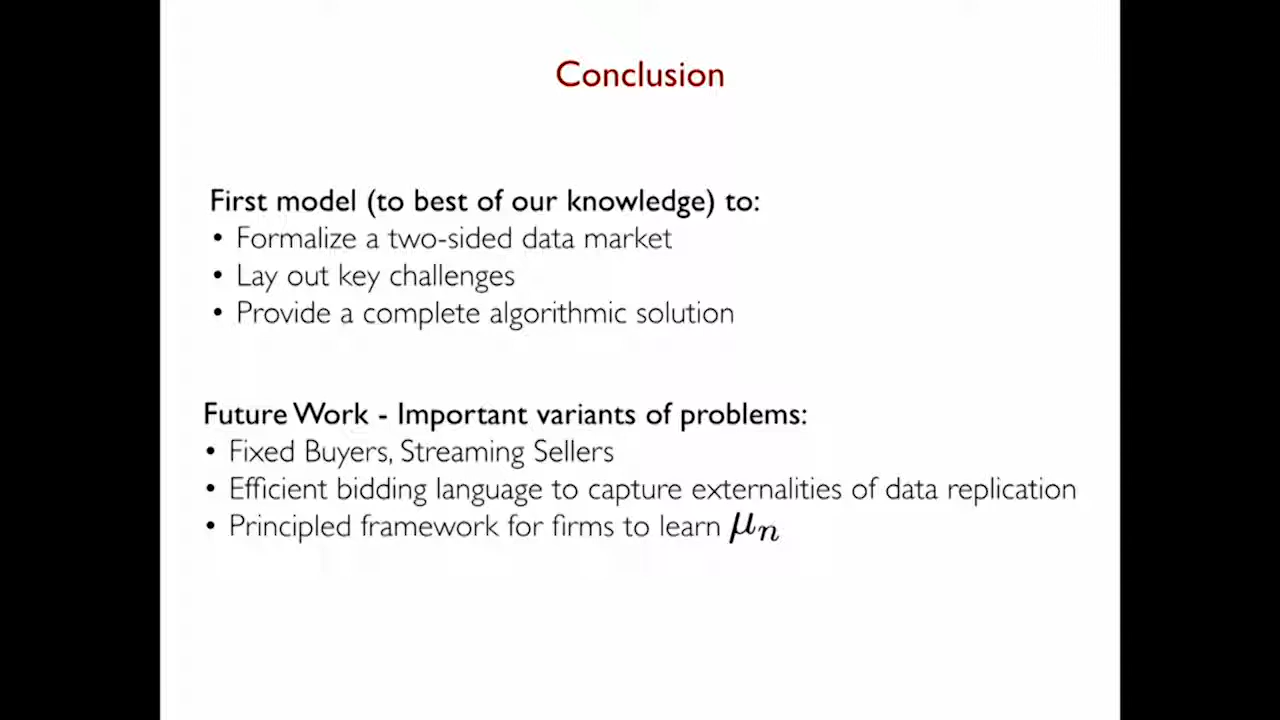 Conclusion
First model (to best of our knowledge) to:
• Formalize a two-sided data market
• Lay out key challenges
• Provide a complete algorithmic solution
Future Work - Important variants of problems:
• Fixed Buyers, Streaming Sellers
• Efficient bidding language to capture externalities of data replication
• Principled framework for firms to learn μₙ